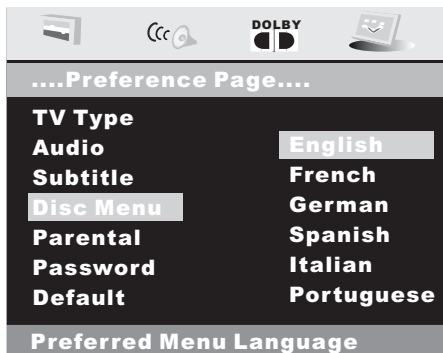 DOLBY
....Preference Page....
TV Type
Audio
Subtitle
Disc Menu
Parental
Password
Default
English
French
German
Spanish
Italian
Portuguese
Preferred Menu Language